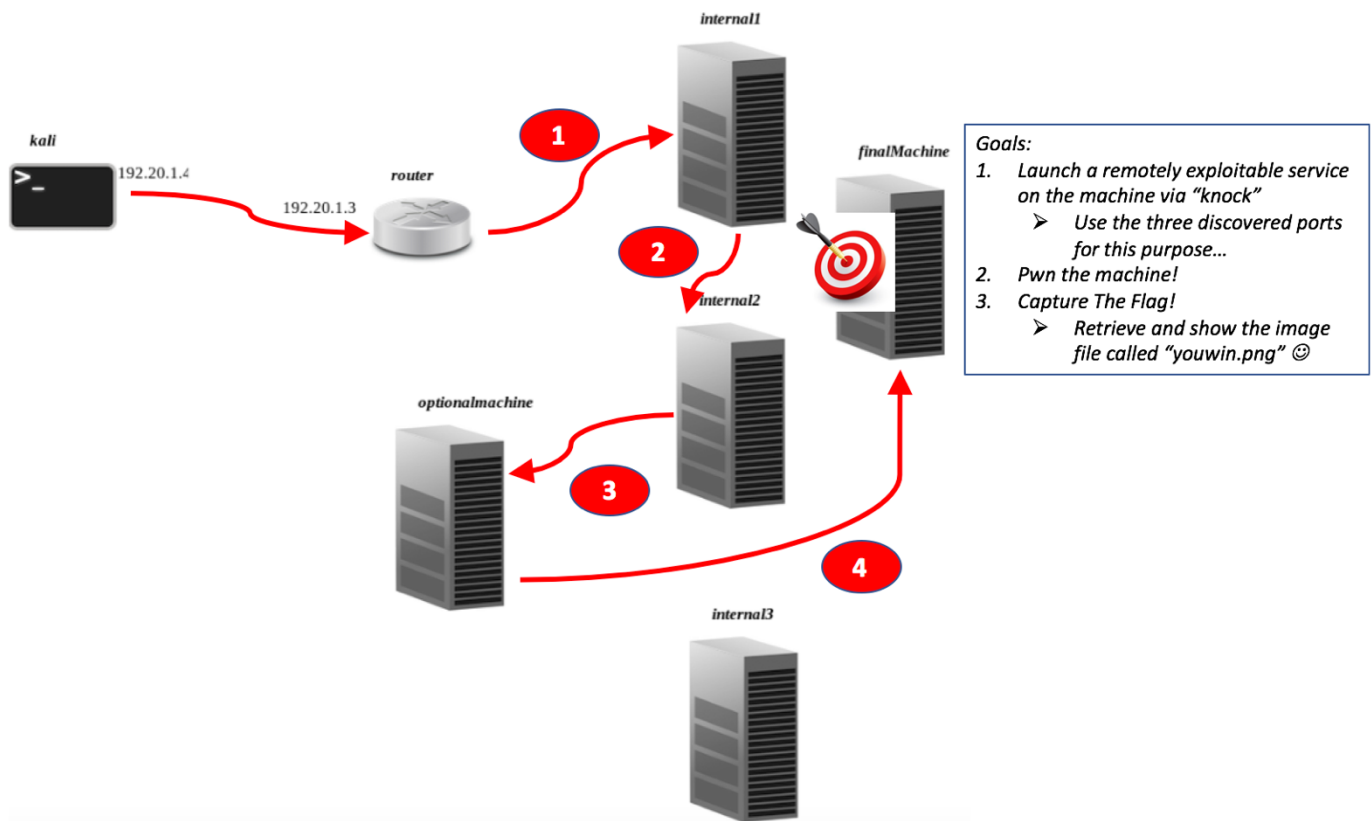 internal1
1
kali
finalMachine
>_
192.20.1.4
router
192.20.1.3
2
internal2
optionalmachine
3
4
internal3
Goals:
1. Launch a remotely exploitable service
on the machine via “knock”
➤ Use the three discovered ports
for this purpose…
2. Pwn the machine!
3. Capture The Flag!
➤ Retrieve and show the image
file called “youwin.png” ☺